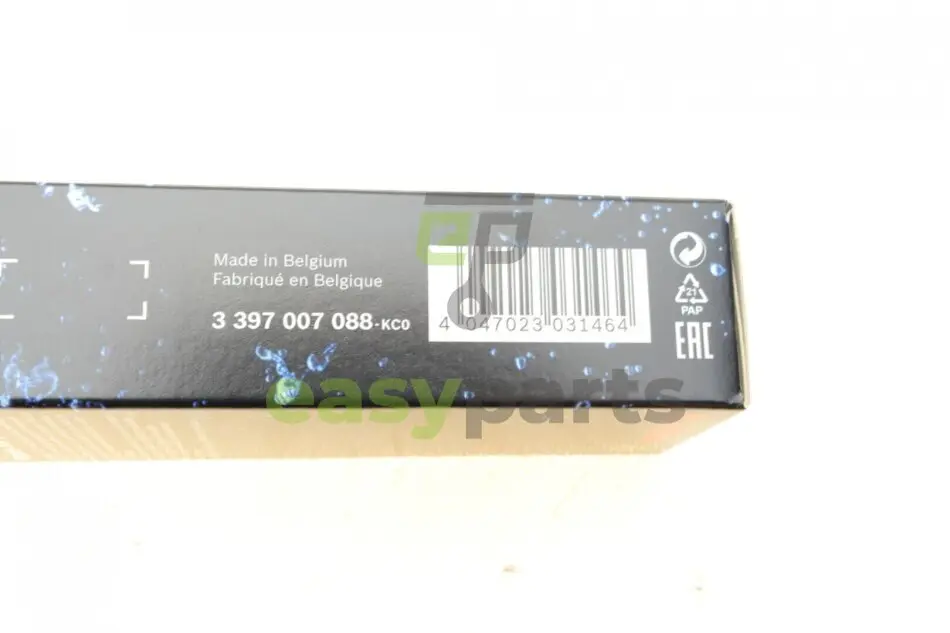 Made in Belgium
Fabriqué en Belgique
3 397 007 088-KC0
4 047023 031464
21
PAP
EAC
easyparts